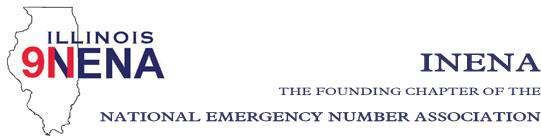 ILLINOIS
9NENA
INENA
THE FOUNDING CHAPTER OF THE
NATIONAL EMERGENCY NUMBER ASSOCIATION